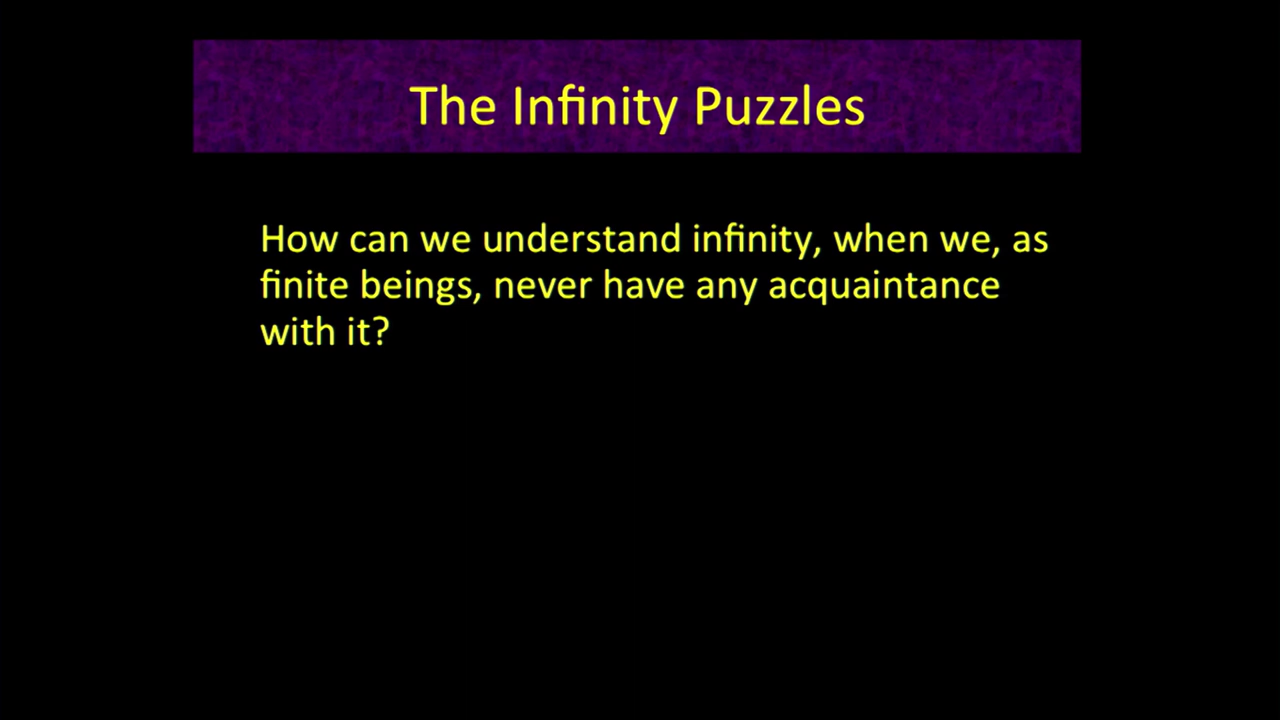 The Infinity Puzzles
How can we understand infinity, when we, as
finite beings, never have any acquaintance
with it?